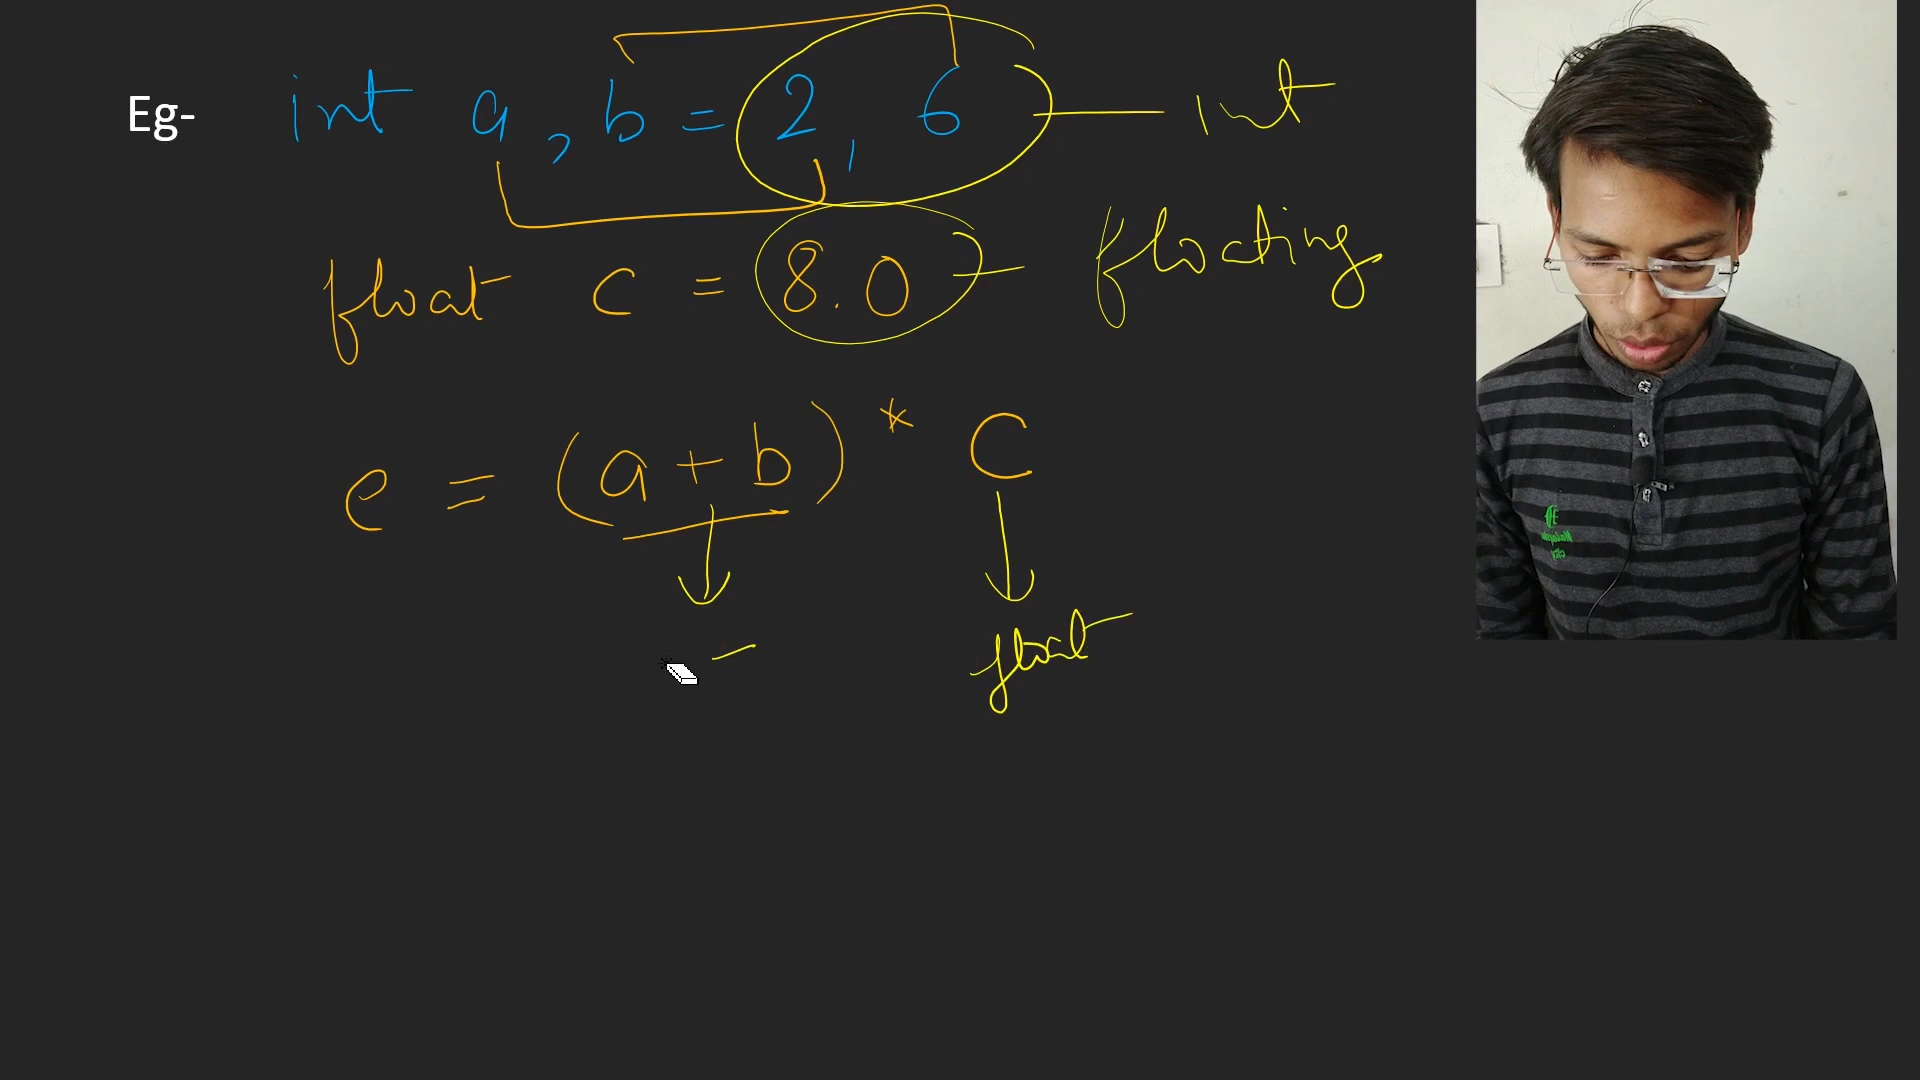 Eg- int a, b = 2, 6 int
float c = 8.0 floating
e = (a + b) * C
float